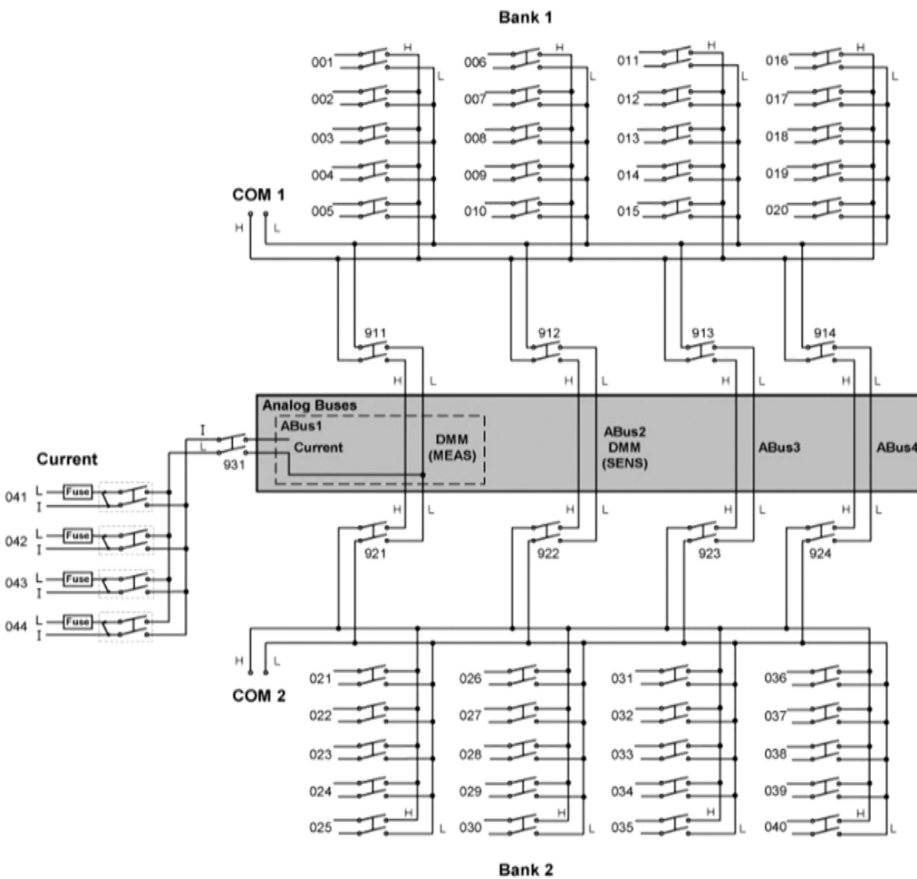 Bank 1
001 H L 006 H L 011 H L 016 H L
002 007 012 017
003 008 013 018
004 009 014 019
COM 1
005 010 015 020
H L
911 912 913 914
H L H L H L H L
Analog Buses
ABus1
Current
DMM
(MEAS)
ABus2
DMM
(SENS)
ABus3
ABus4
I
L
931
Current
041 L Fuse
I
042 L Fuse
I
043 L Fuse
I
044 L Fuse
I
H L H L H L H L
921 922 923 924
H L
COM 2
021 026 031 036
022 027 032 037
023 028 033 038
024 029 034 039
025 H L 030 H L 035 H L 040 H L
Bank 2